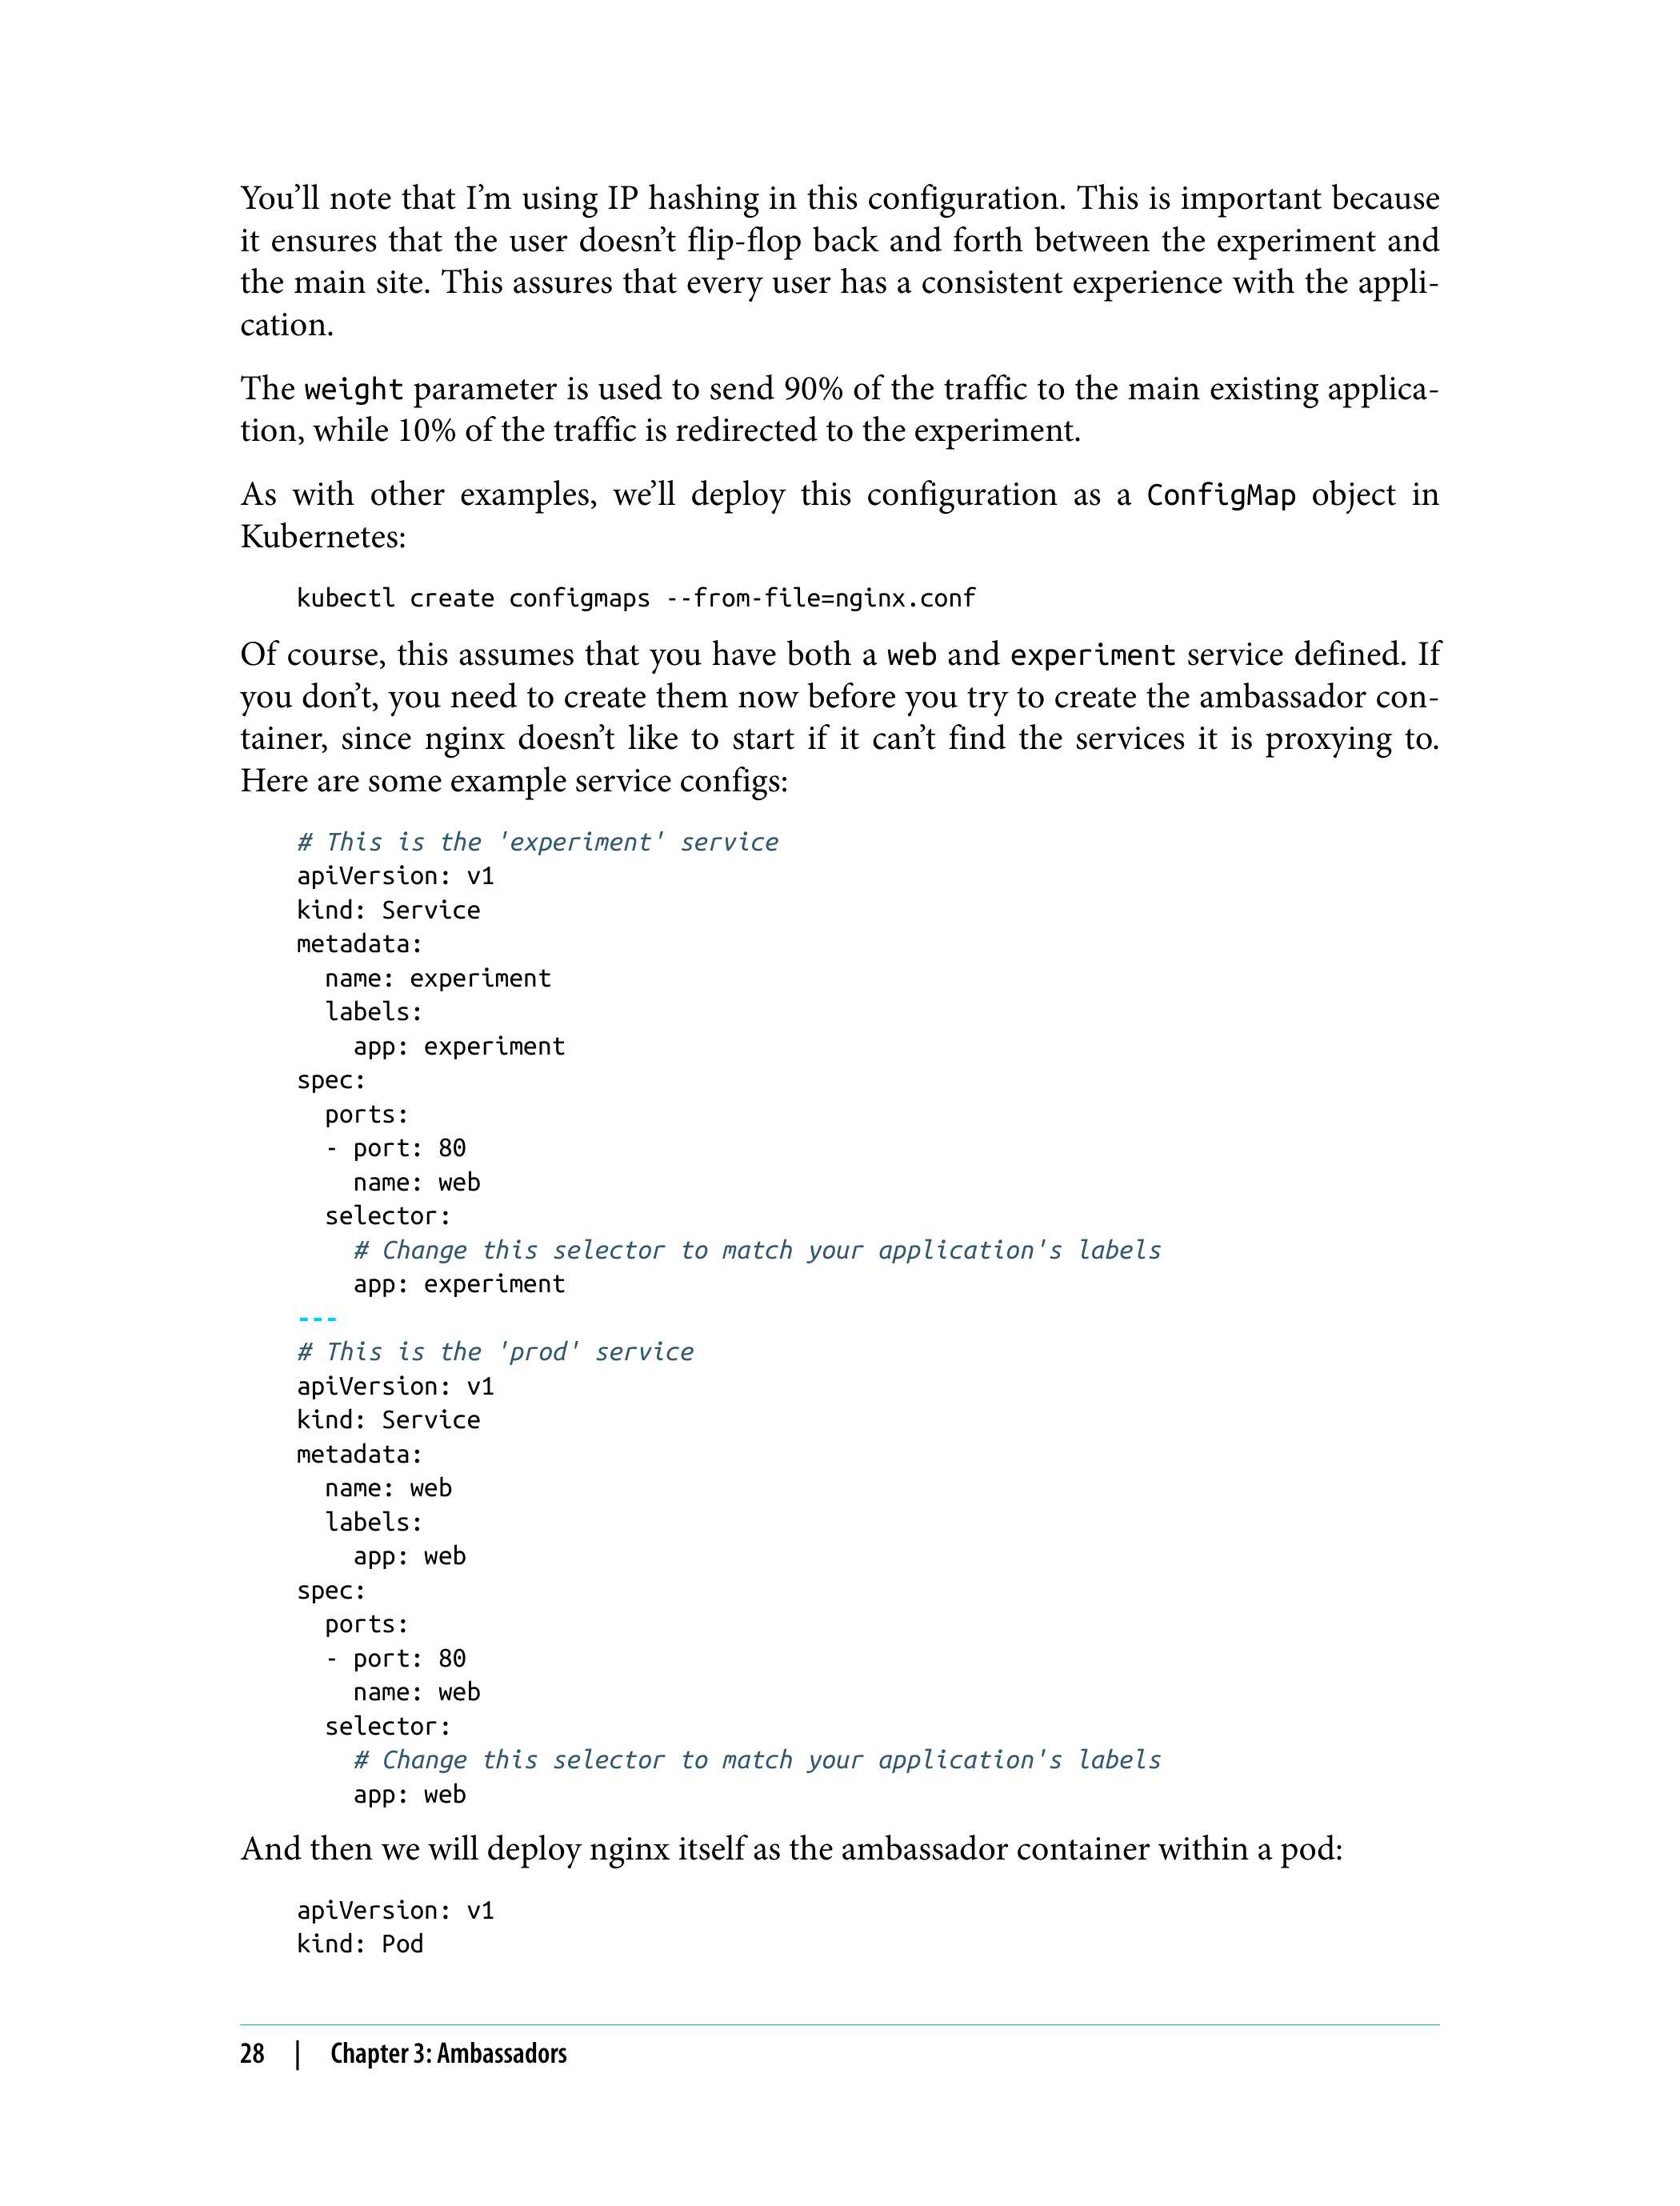 You’ll note that I’m using IP hashing in this configuration. This is important because
it ensures that the user doesn’t flip-flop back and forth between the experiment and
the main site. This assures that every user has a consistent experience with the appli-
cation.
The weight parameter is used to send 90% of the traffic to the main existing applica-
tion, while 10% of the traffic is redirected to the experiment.
As with other examples, we’ll deploy this configuration as a ConfigMap object in
Kubernetes:
kubectl create configmaps --from-file=nginx.conf
Of course, this assumes that you have both a web and experiment service defined. If
you don’t, you need to create them now before you try to create the ambassador con-
tainer, since nginx doesn’t like to start if it can’t find the services it is proxying to.
Here are some example service configs:
# This is the 'experiment' service
apiVersion: v1
kind: Service
metadata:
  name: experiment
  labels:
    app: experiment
spec:
  ports:
  - port: 80
    name: web
  selector:
    # Change this selector to match your application's labels
    app: experiment
---
# This is the 'prod' service
apiVersion: v1
kind: Service
metadata:
  name: web
  labels:
    app: web
spec:
  ports:
  - port: 80
    name: web
  selector:
    # Change this selector to match your application's labels
    app: web
And then we will deploy nginx itself as the ambassador container within a pod:
apiVersion: v1
kind: Pod
28 | Chapter 3: Ambassadors